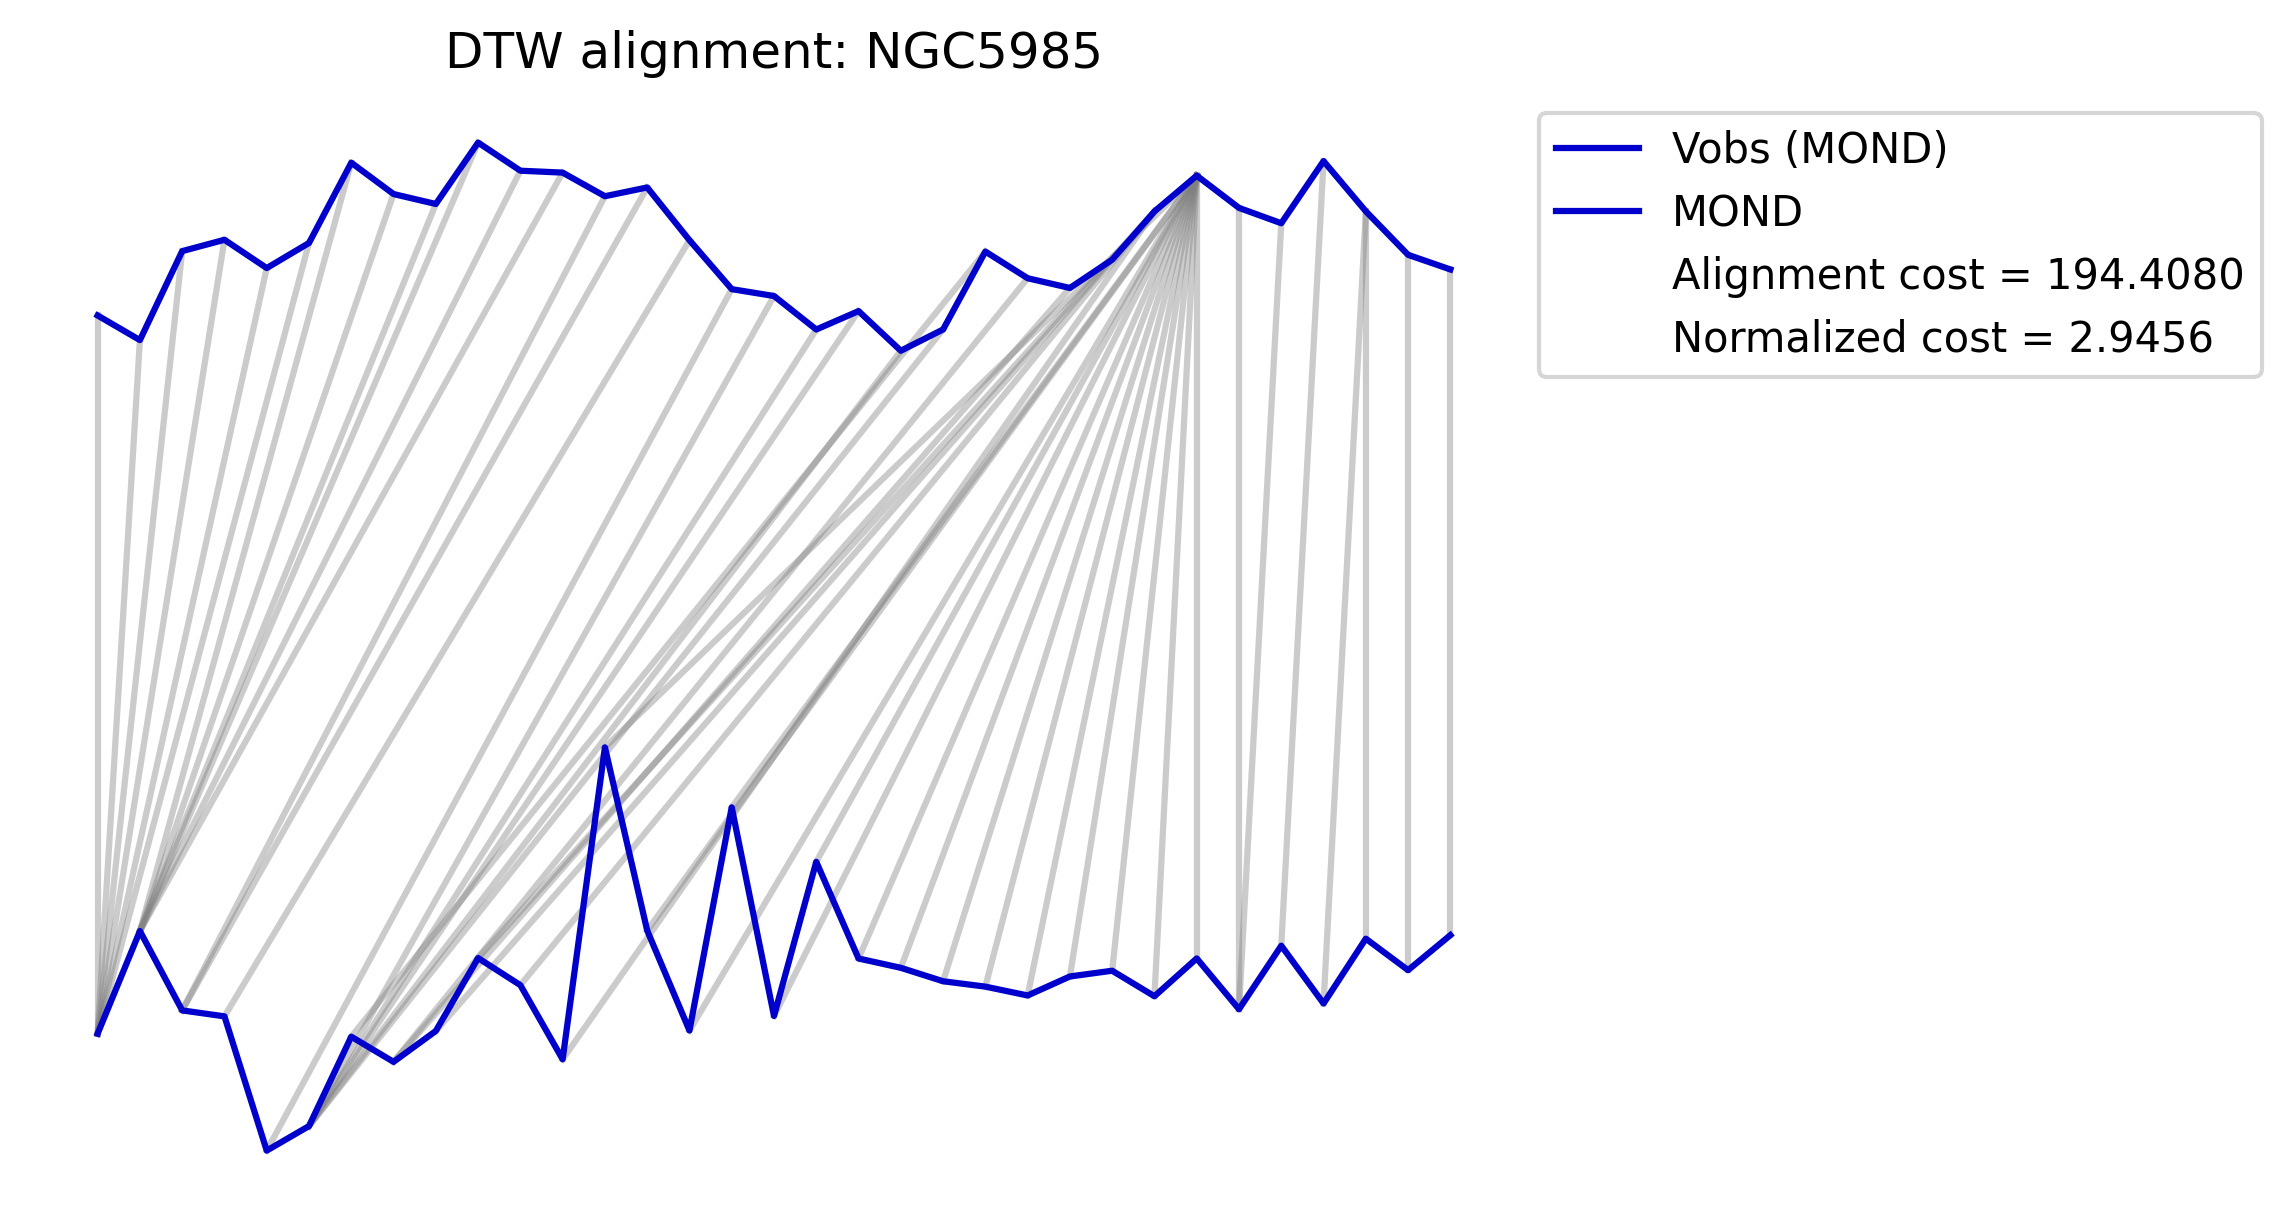 DTW alignment: NGC5985
Vobs (MOND)
MOND
Alignment cost = 194.4080
Normalized cost = 2.9456